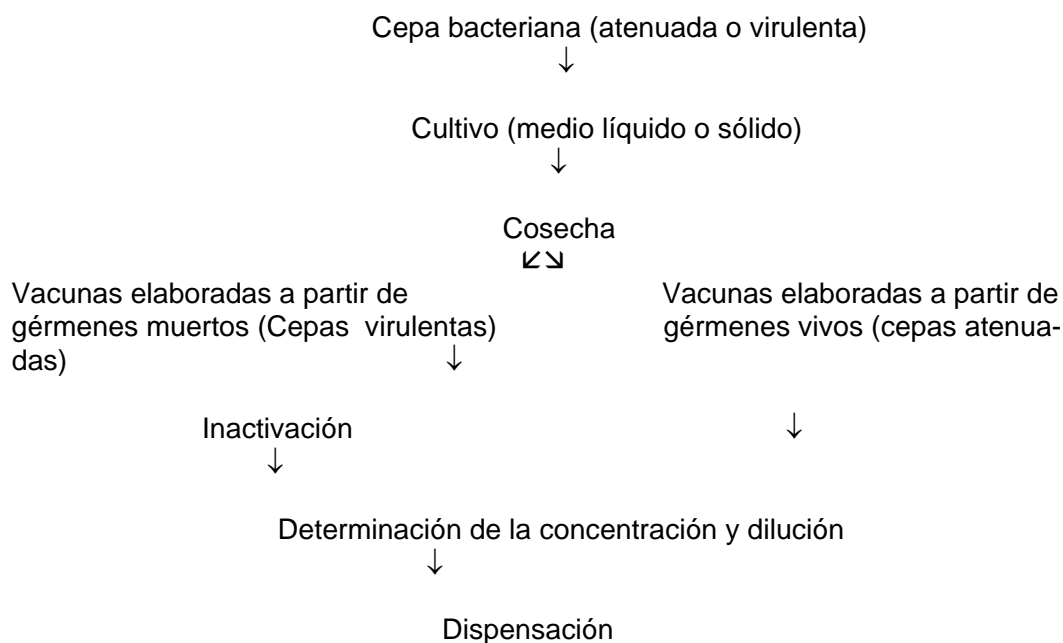 Cepa bacteriana (atenuada o virulenta)
↓
Cultivo (medio líquido o sólido)
↓
Cosecha
↙↘
Vacunas elaboradas a partir de
gérmenes muertos (Cepas virulentas)
das)
↓
Vacunas elaboradas a partir de
gérmenes vivos (cepas atenua-
Inactivación
↓
↓
Determinación de la concentración y dilución
↓
Dispensación